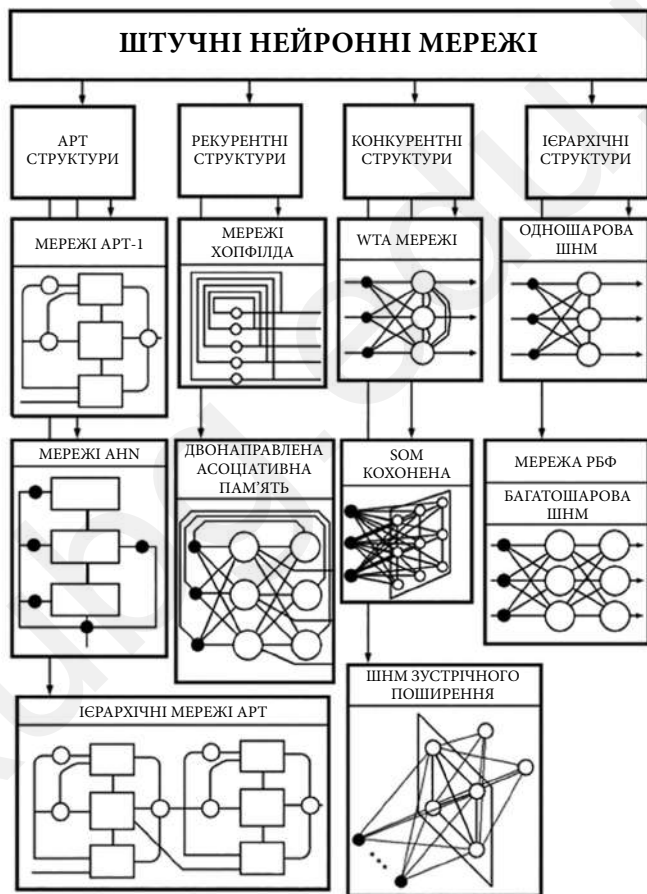 ШТУЧНІ НЕЙРОННІ МЕРЕЖІ
АРТ
СТРУКТУРИ
РЕКУРЕНТНІ
СТРУКТУРИ
КОНКУРЕНТНІ
СТРУКТУРИ
ІЄРАРХІЧНІ
СТРУКТУРИ
МЕРЕЖІ АРТ-1
МЕРЕЖІ
ХОПФІЛДА
WTA МЕРЕЖІ
ОДНОШАРОВА
ШНМ
МЕРЕЖІ AHN
ДВОНАПРАВЛЕНА
АСОЦІАТИВНА
ПАМ'ЯТЬ
SOM
КОХОНЕНА
МЕРЕЖА РБФ
БАГАТОШАРОВА
ШНМ
ІЄРАРХІЧНІ МЕРЕЖІ АРТ
ШНМ ЗУСТРІЧНОГО
ПОШИРЕННЯ